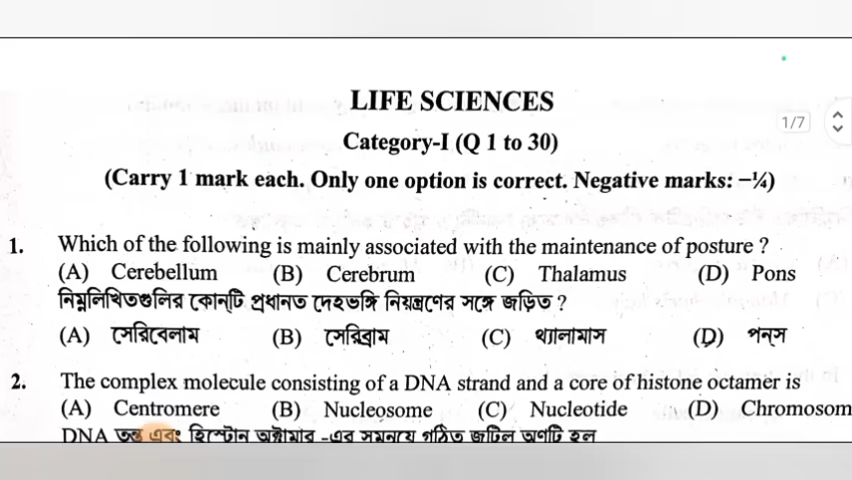 LIFE SCIENCES
1/7
Category-I (Q 1 to 30)
(Carry 1 mark each. Only one option is correct. Negative marks: –¼)
1. Which of the following is mainly associated with the maintenance of posture ?
(A) Cerebellum (B) Cerebrum (C) Thalamus (D) Pons
নিম্নলিখিতগুলির কোন্‌টি প্রধানত দেহভঙ্গি নিয়ন্ত্রণের সঙ্গে জড়িত ?
(A) সেরিবেলাম (B) সেরিব্রাম (C) থ্যালামাস (D) পন্‌স
2. The complex molecule consisting of a DNA strand and a core of histone octamer is
(A) Centromere (B) Nucleosome (C) Nucleotide (D) Chromosom
DNA তন্তু এবং হিস্টোন অক্টামার -এর সমন্বয়ে গঠিত জটিল অণুটি হল